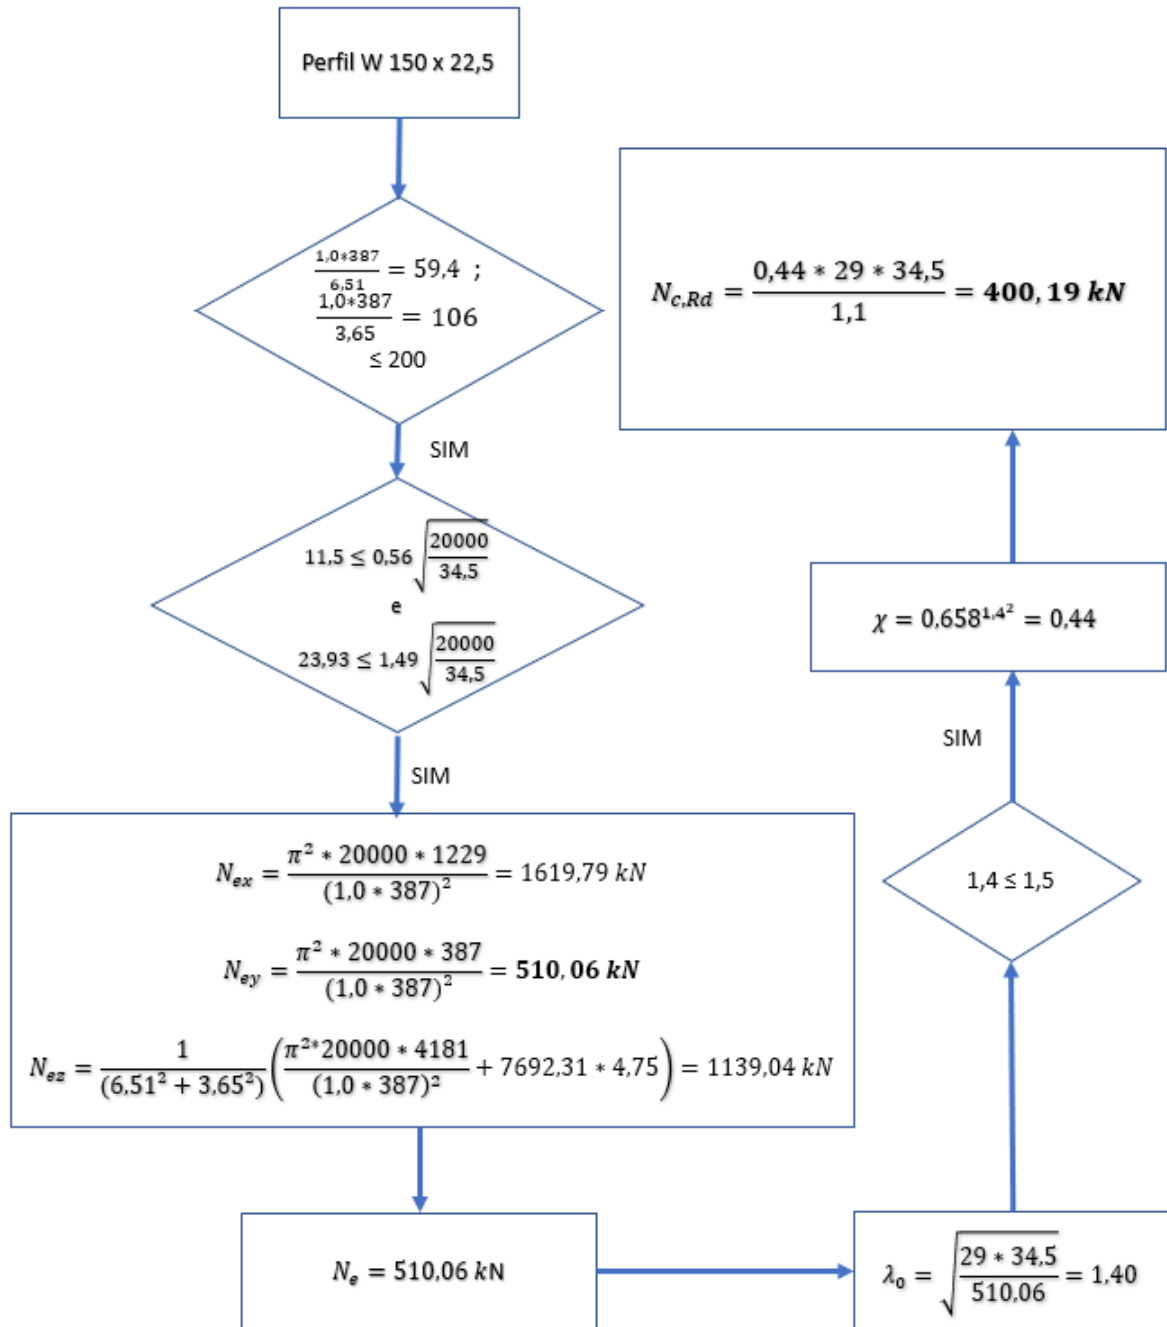 Perfil W 150 x 22,5
1,0*387/6,51 = 59,4 ;
1,0*387/3,65 = 106
≤ 200
SIM
11,5 ≤ 0,56 √(20000/34,5)
e
23,93 ≤ 1,49 √(20000/34,5)
SIM
N_ex = π² * 20000 * 1229/(1,0 * 387)² = 1619,79 kN
N_ey = π² * 20000 * 387/(1,0 * 387)² = 510,06 kN
N_ez = 1/(6,51² + 3,65²) (π²*20000 * 4181/(1,0 * 387)² + 7692,31 * 4,75) = 1139,04 kN
N_e = 510,06 kN
λ_0 = √(29 * 34,5/510,06) = 1,40
1,4 ≤ 1,5
SIM
χ = 0,658^1,4² = 0,44
N_c,Rd = 0,44 * 29 * 34,5/1,1 = 400,19 kN